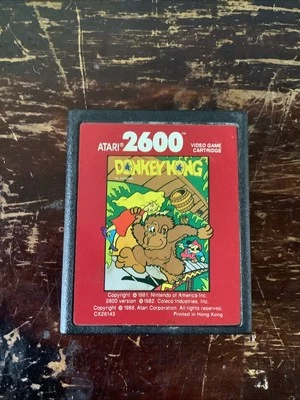 ATARI® 2600™ VIDEO GAME CARTRIDGE
DONKEY KONG
Copyright © 1981, Nintendo of America Inc.
2600 version © 1982, Coleco Industries, Inc.
Copyright © 1988, Atari Corporation. All rights reserved.
CX26143 Printed in Hong Kong